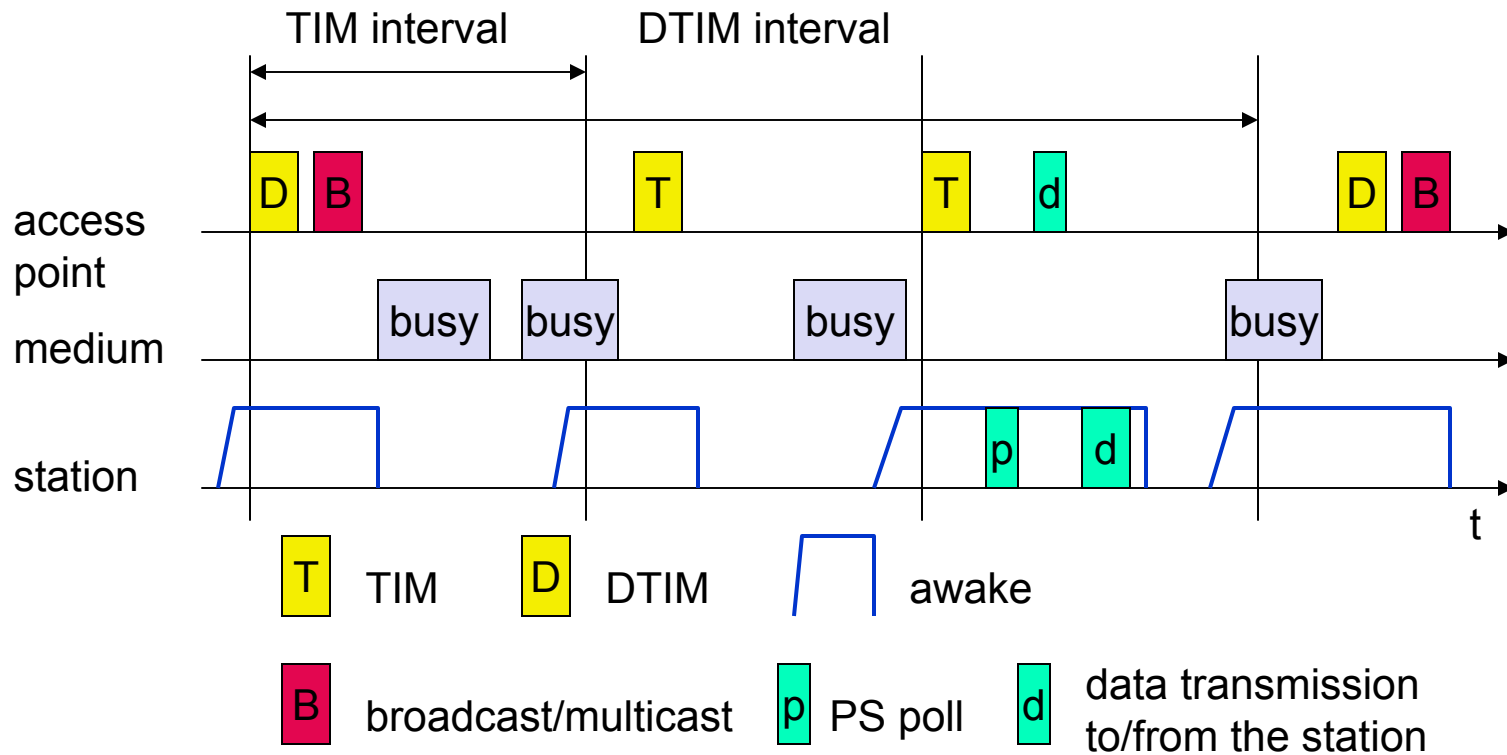 TIM interval DTIM interval
D B T T d D B
access
point
busy busy busy busy
medium
p d
station
t
T TIM D DTIM awake
B broadcast/multicast p PS poll d data transmission
to/from the station